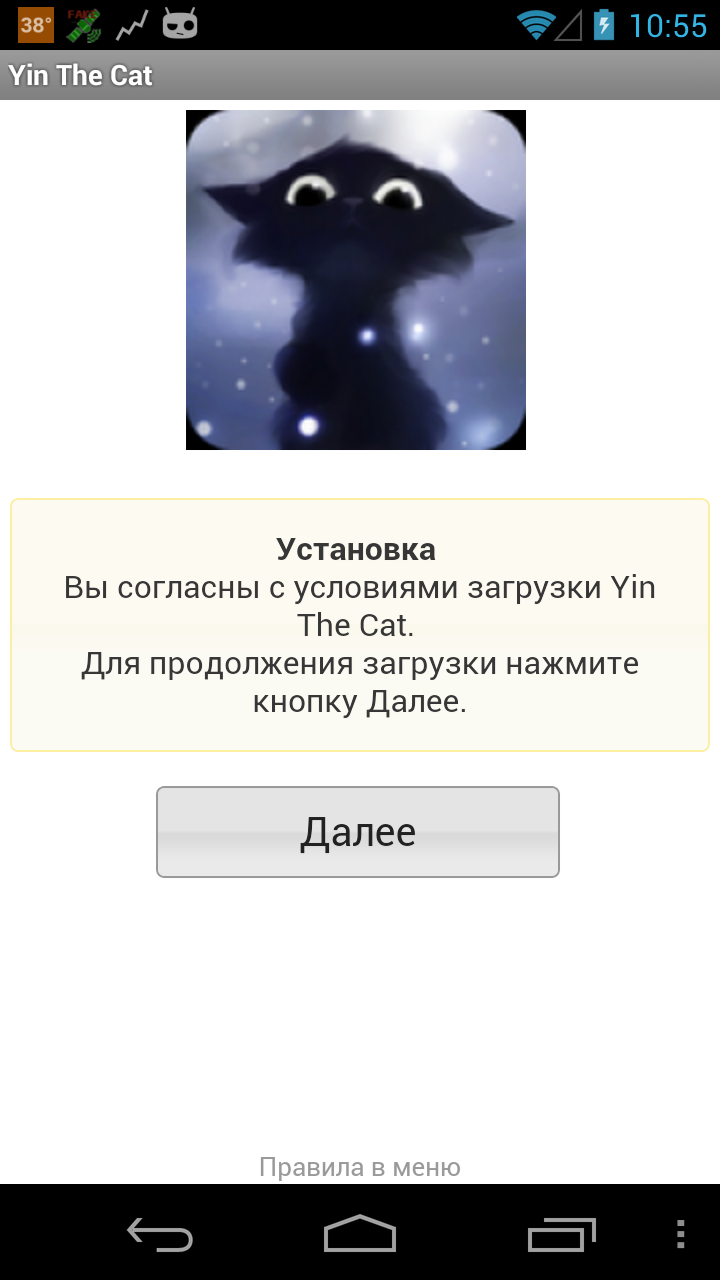 38°
FAKE
10:55
Yin The Cat
Установка
Вы согласны с условиями загрузки Yin
The Cat.
Для продолжения загрузки нажмите
кнопку Далее.
Далее
Правила в меню